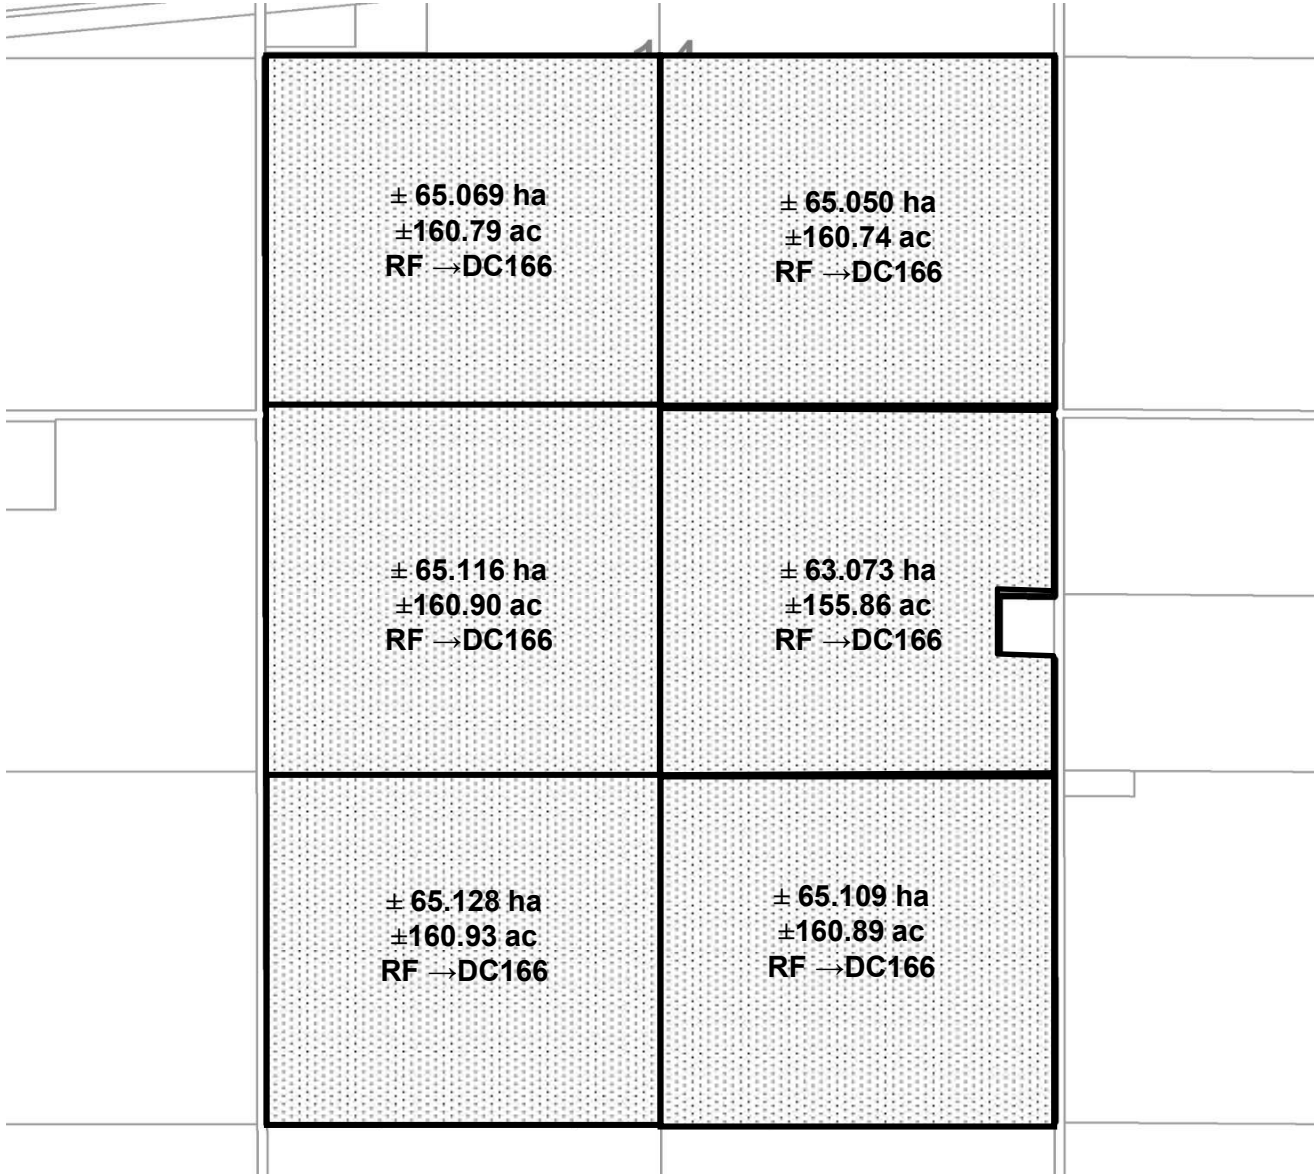 ± 65.069 ha
±160.79 ac
RF →DC166
± 65.050 ha
±160.74 ac
RF →DC166
± 65.116 ha
±160.90 ac
RF →DC166
± 63.073 ha
±155.86 ac
RF →DC166
± 65.128 ha
±160.93 ac
RF →DC166
± 65.109 ha
±160.89 ac
RF →DC166